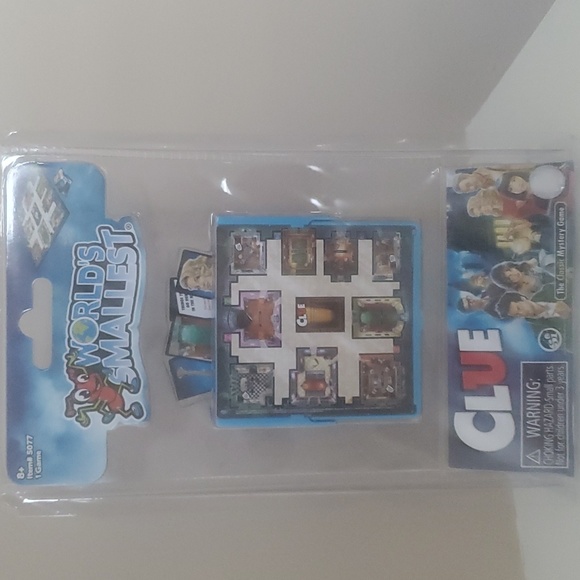 WORLD'S
SMALLEST®
8+
Item# 5077
1 Game
CLUE
CLUE
The Classic Mystery Game
WARNING:
CHOKING HAZARD-Small parts
Not for children under 3 years.